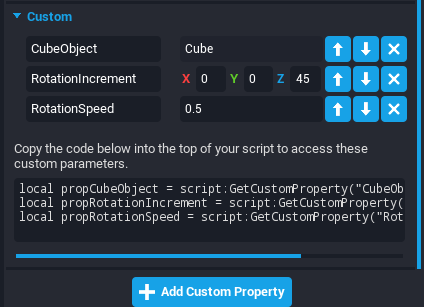 Custom
CubeObject Cube
RotationIncrement X 0 Y 0 Z 45
RotationSpeed 0.5
Copy the code below into the top of your script to access these
custom parameters.
local propCubeObject = script:GetCustomProperty("CubeOb
local propRotationIncrement = script:GetCustomProperty(
local propRotationSpeed = script:GetCustomProperty("Rot
Add Custom Property